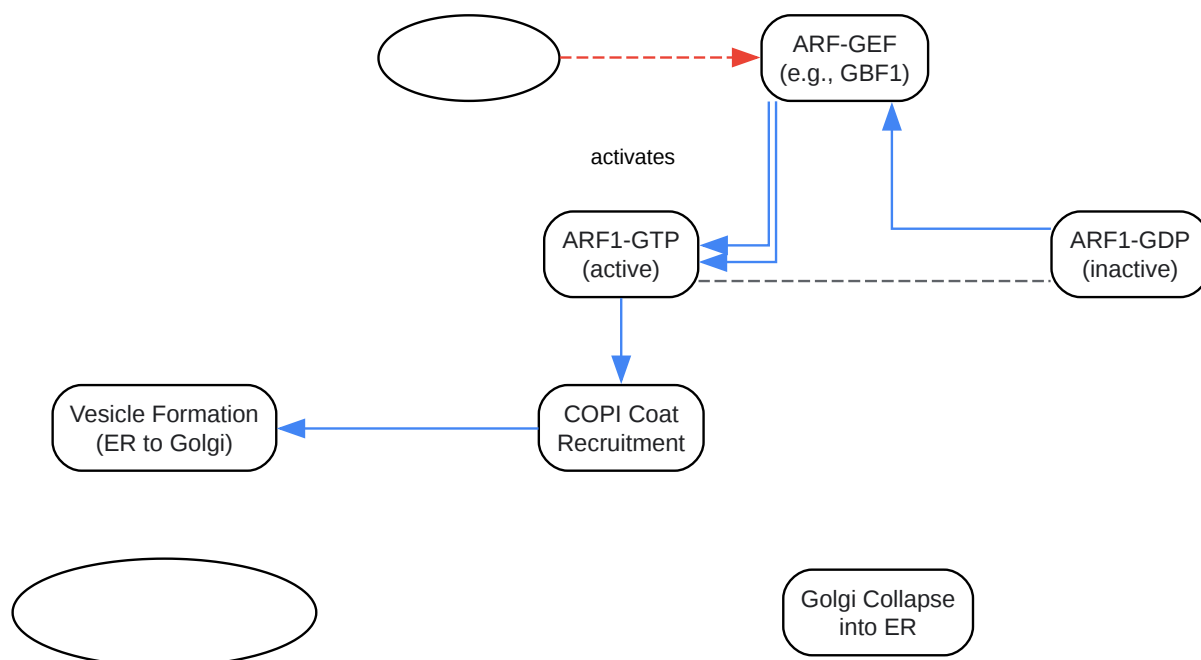 ARF-GEF
(e.g., GBF1)
activates
ARF1-GTP
(active)
ARF1-GDP
(inactive)
Vesicle Formation
(ER to Golgi)
COPI Coat
Recruitment
Golgi Collapse
into ER